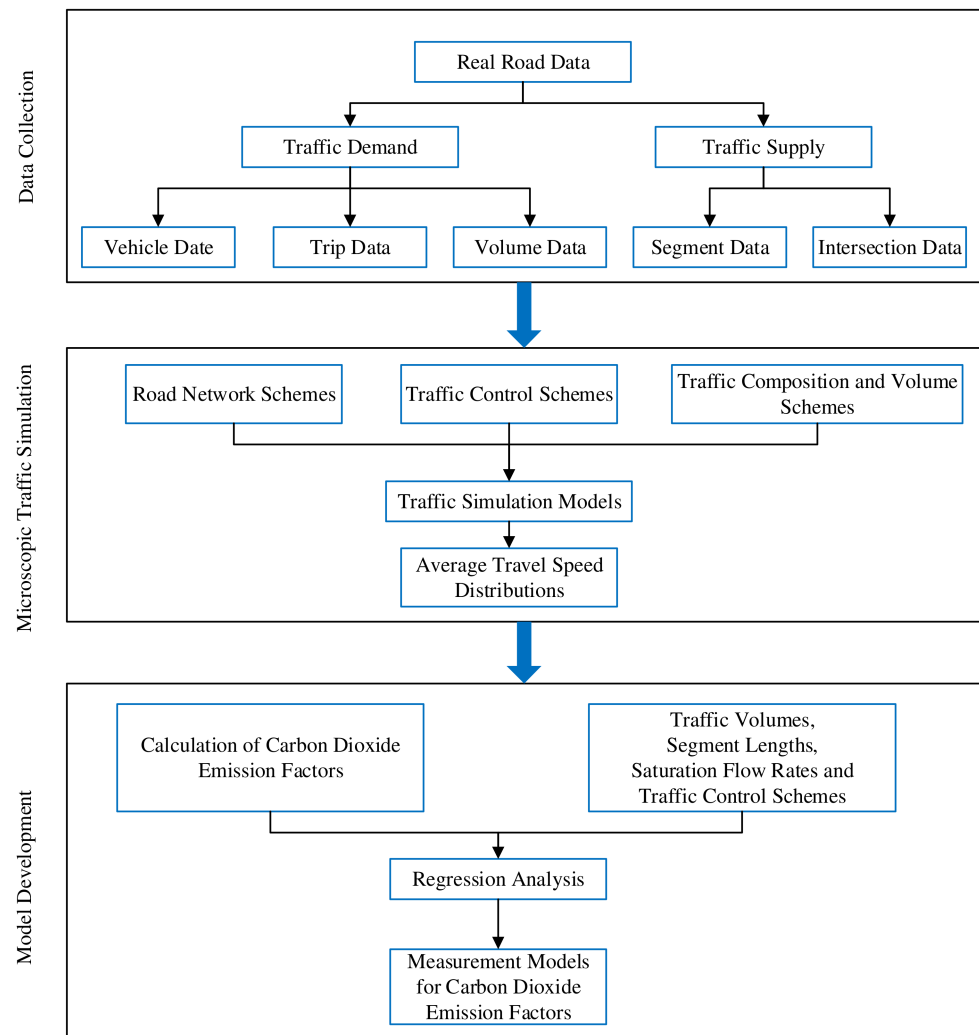 Data Collection
Real Road Data
Traffic Demand
Traffic Supply
Vehicle Date
Trip Data
Volume Data
Segment Data
Intersection Data
Microscopic Traffic Simulation
Road Network Schemes
Traffic Control Schemes
Traffic Composition and Volume
Schemes
Traffic Simulation Models
Average Travel Speed
Distributions
Model Development
Calculation of Carbon Dioxide
Emission Factors
Traffic Volumes,
Segment Lengths,
Saturation Flow Rates and
Traffic Control Schemes
Regression Analysis
Measurement Models
for Carbon Dioxide
Emission Factors